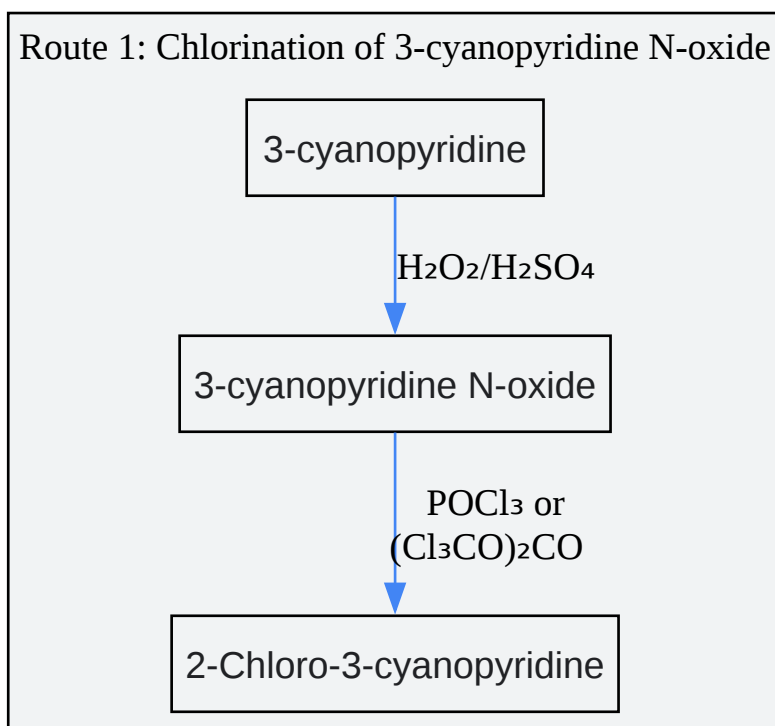 Route 1: Chlorination of 3-cyanopyridine N-oxide
3-cyanopyridine
H₂O₂/H₂SO₄
3-cyanopyridine N-oxide
POCl₃ or
(Cl₃CO)₂CO
2-Chloro-3-cyanopyridine